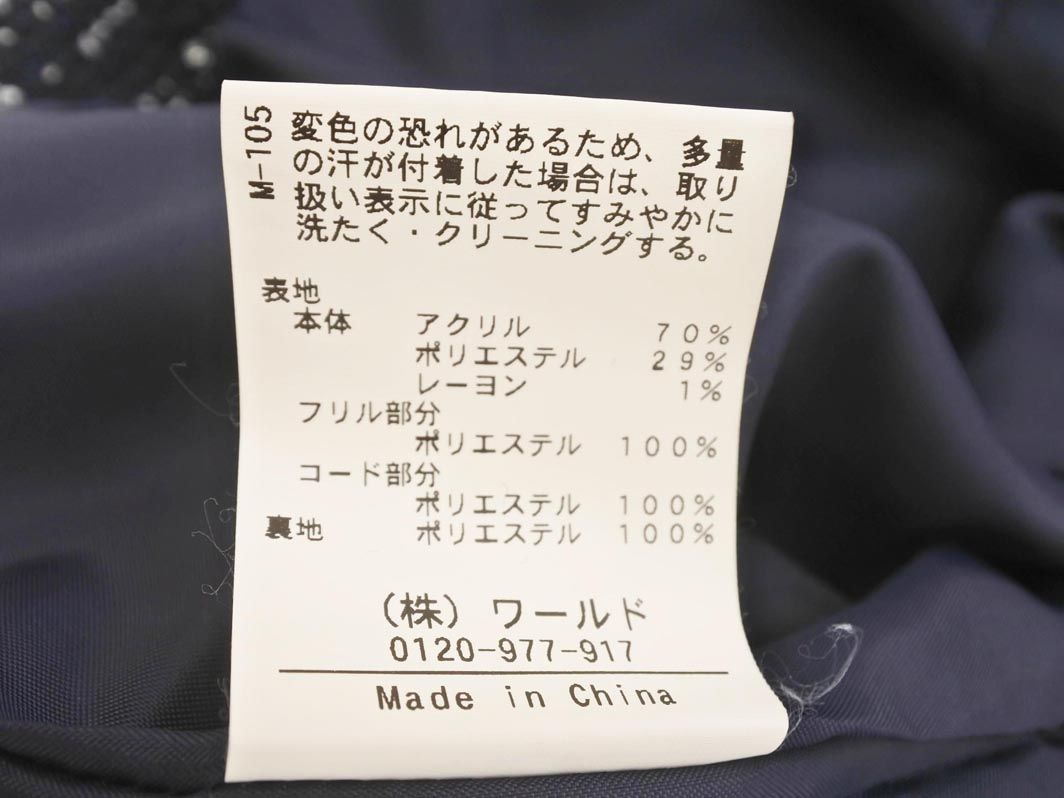 M-105
変色の恐れがあるため、多量
の汗が付着した場合は、取り
扱い表示に従ってすみやかに
洗たく・クリーニングする。
表地
本体 アクリル 70%
ポリエステル 29%
レーヨン 1%
フリル部分
ポリエステル 100%
コード部分
ポリエステル 100%
裏地 ポリエステル 100%
(株) ワールド
0120-977-917
Made in China